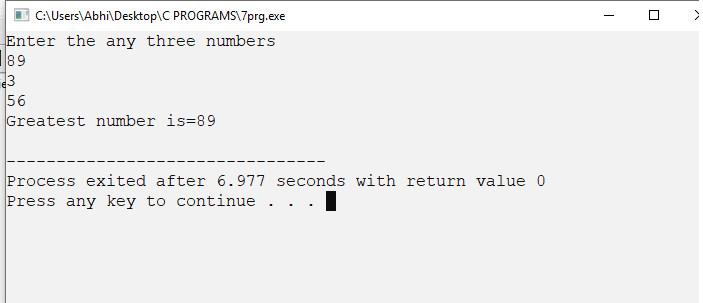 C:\Users\Abhi\Desktop\C PROGRAMS\7prg.exe
Enter the any three numbers
89
3
56
Greatest number is=89
--------------------------------
Process exited after 6.977 seconds with return value 0
Press any key to continue . . .